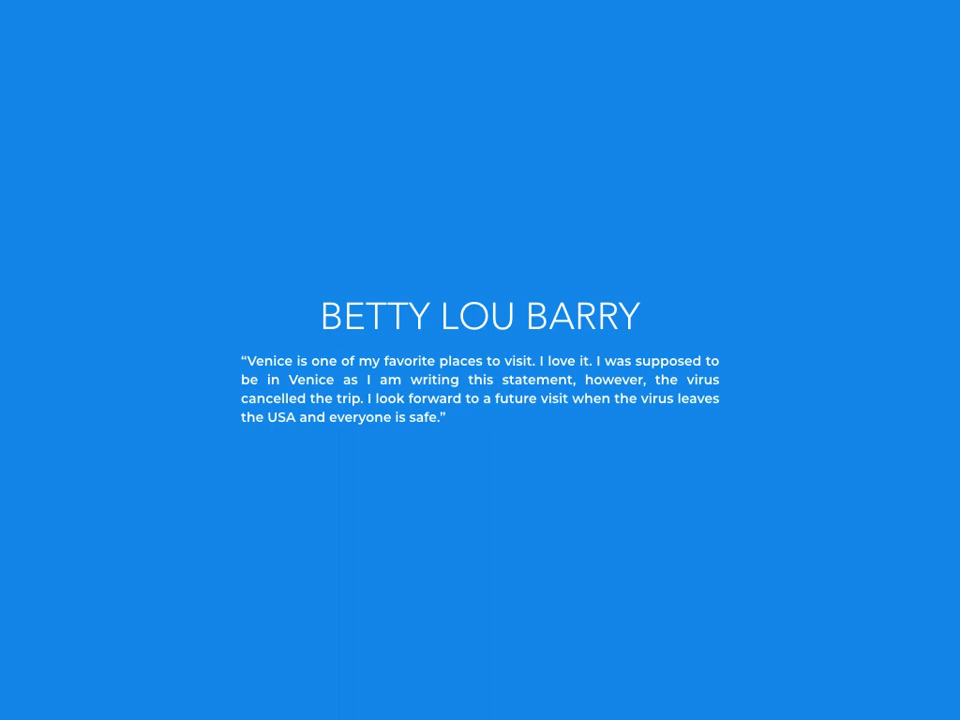 BETTY LOU BARRY
“Venice is one of my favorite places to visit. I love it. I was supposed to
be in Venice as I am writing this statement, however, the virus
cancelled the trip. I look forward to a future visit when the virus leaves
the USA and everyone is safe.”